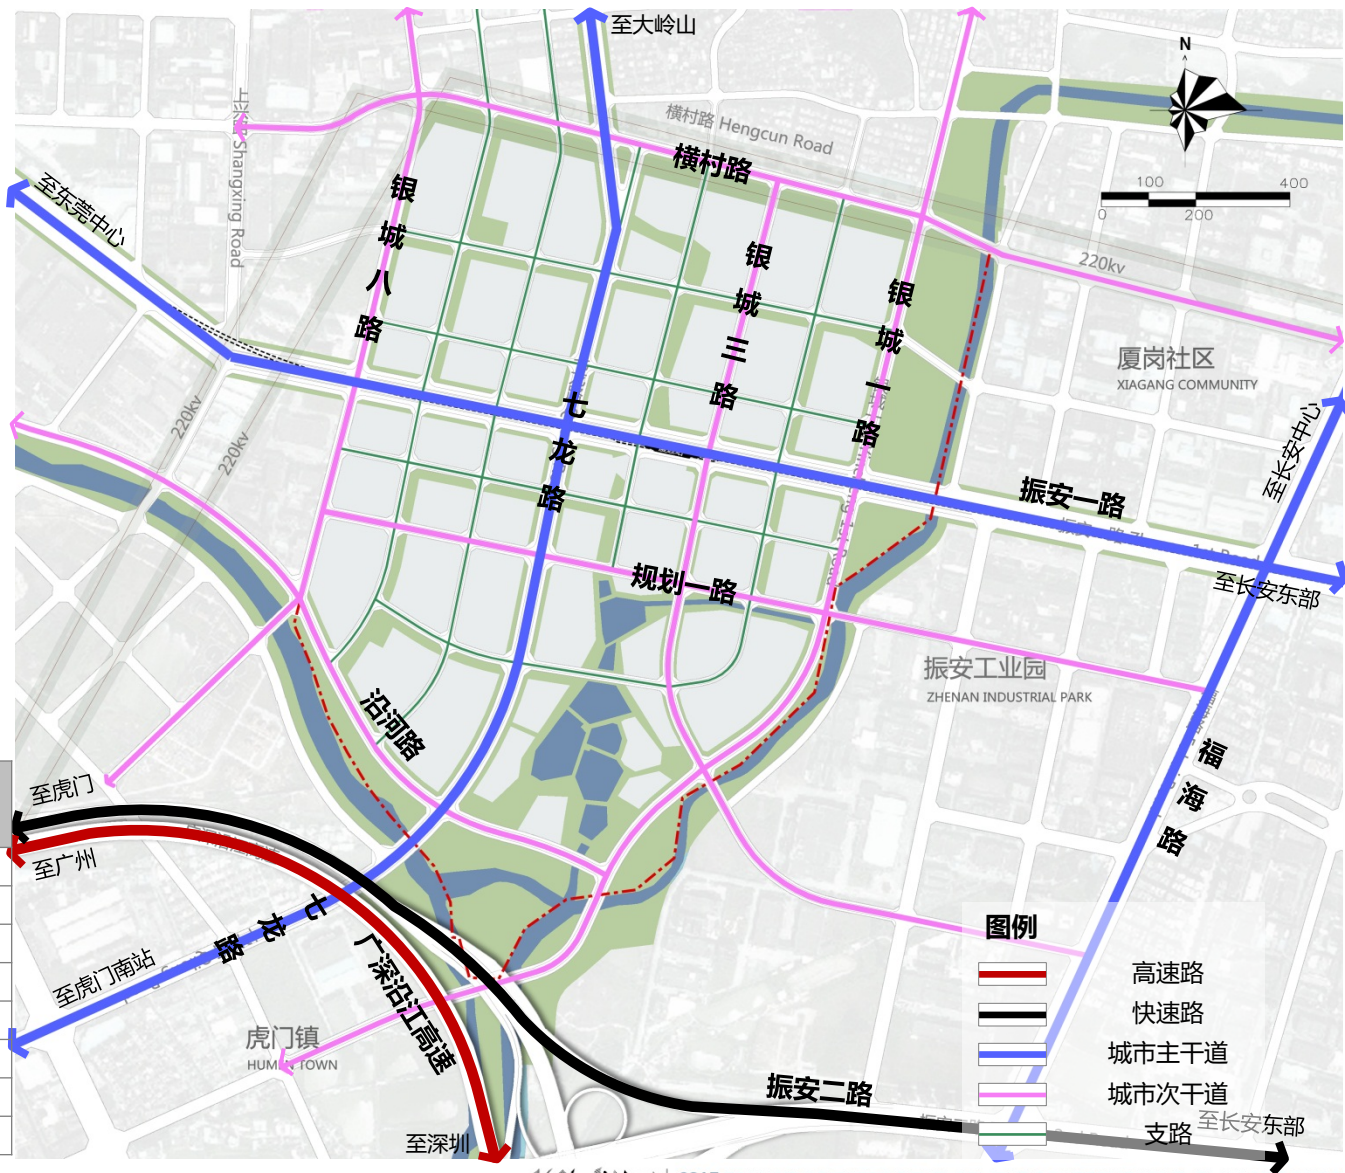 至大岭山
N
横村路 Hengcun Road
横村路
上兴路 Shangxing Road
至东莞中心
银城八路
银城三路
银城一路
100
400
0
200
220kv
220kv
220kv
厦岗社区
XIAGANG COMMUNITY
至长安中心
七龙路
振安一路
至长安东部
规划一路
振安工业园
ZHENAN INDUSTRIAL PARK
沿河路
福海路
至虎门
至广州
七龙路
至虎门南站
广深沿江高速
虎门镇
HUMEN TOWN
至深圳
振安二路
至长安东部
图例
高速路
快速路
城市主干道
城市次干道
支路